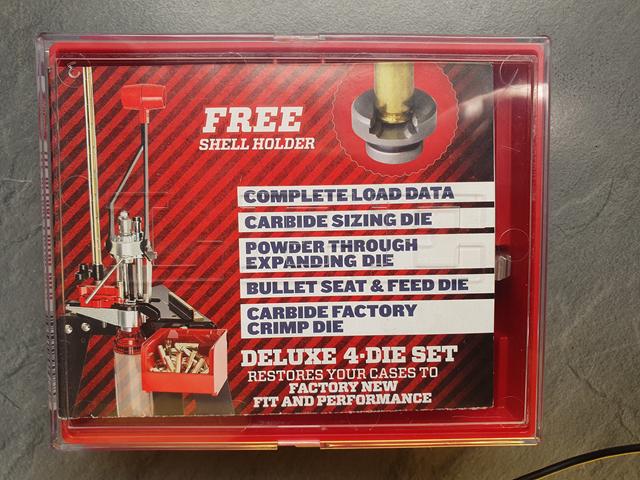 FREE
SHELL HOLDER
COMPLETE LOAD DATA
CARBIDE SIZING DIE
POWDER THROUGH
EXPANDING DIE
BULLET SEAT & FEED DIE
CARBIDE FACTORY
CRIMP DIE
DELUXE 4-DIE SET
RESTORES YOUR CASES TO
FACTORY NEW
FIT AND PERFORMANCE